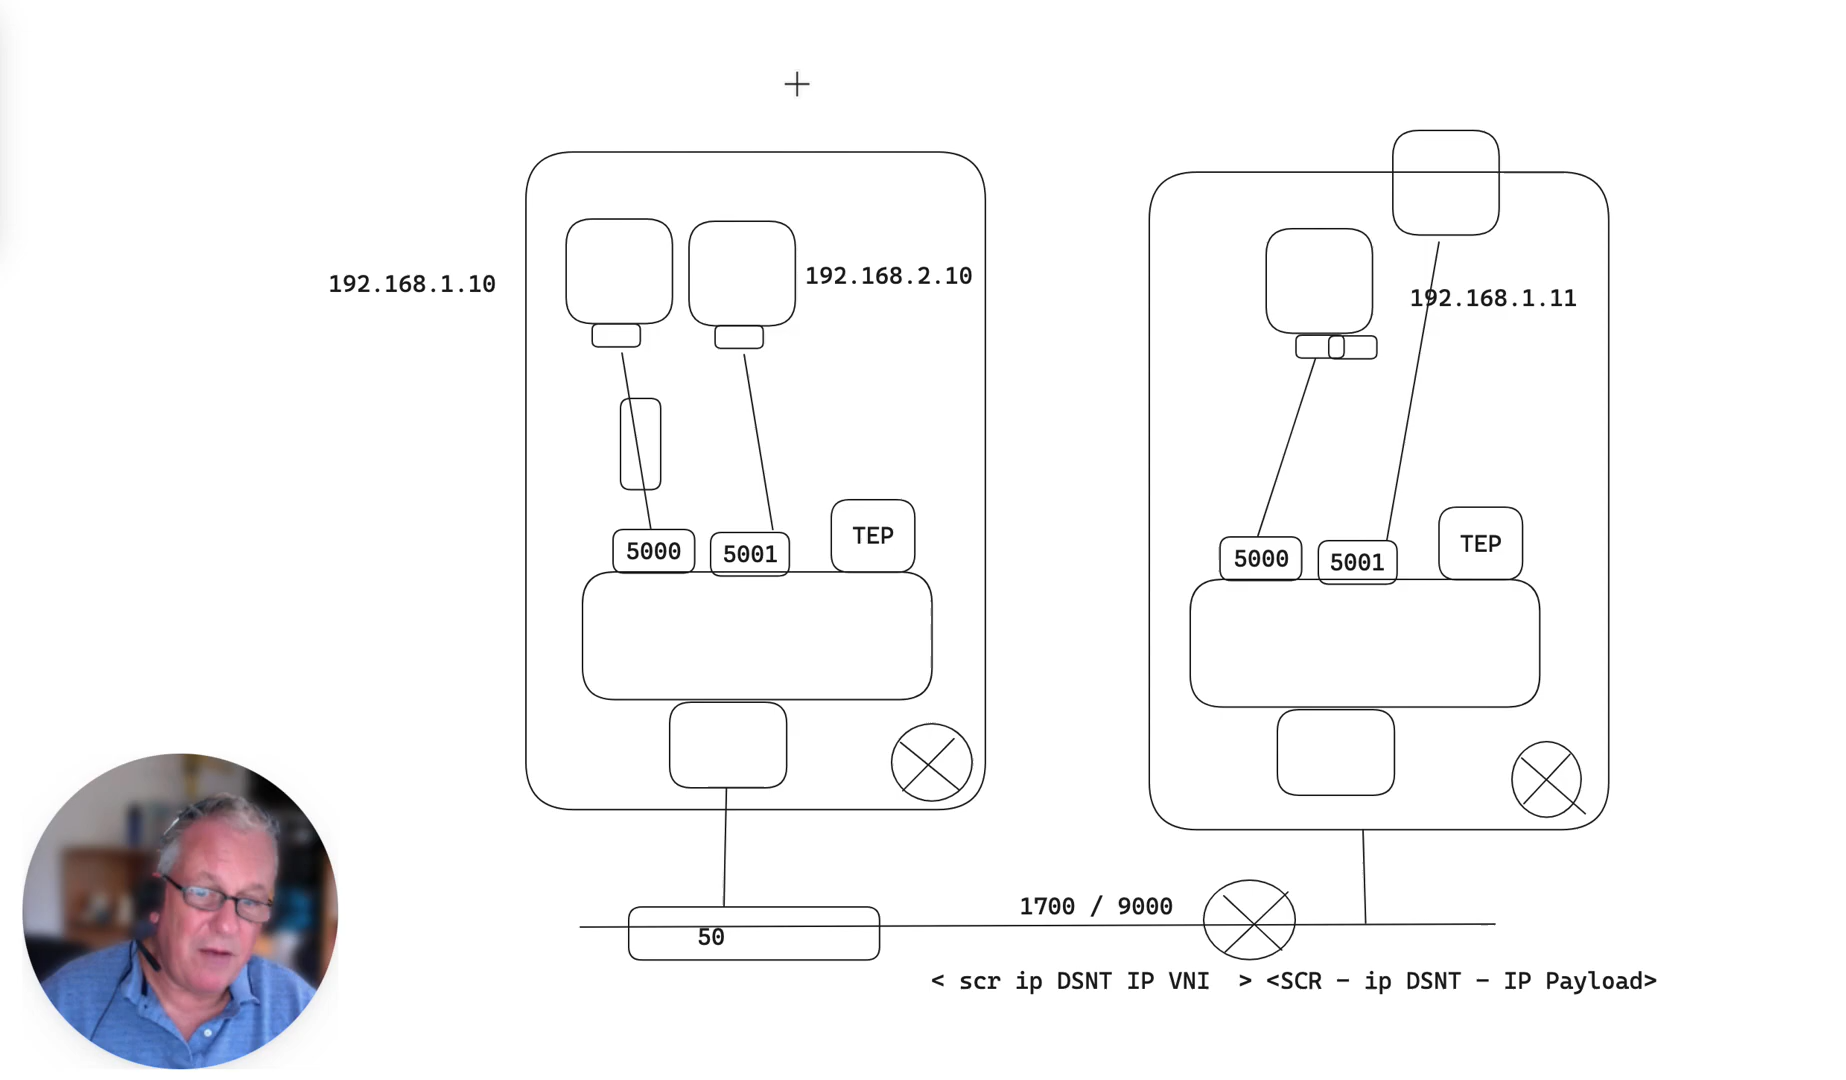 192.168.1.10
192.168.2.10
192.168.1.11
5000
5001
TEP
5000
5001
TEP
1700 / 9000
50
< scr ip DSNT IP VNI > <SCR - ip DSNT - IP Payload>